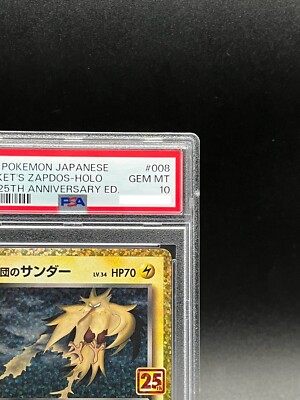 POKEMON JAPANESE #008
KET'S ZAPDOS-HOLO GEM MT
25TH ANNIVERSARY ED. 10
PSA
団のサンダー LV.34 HP70
25th